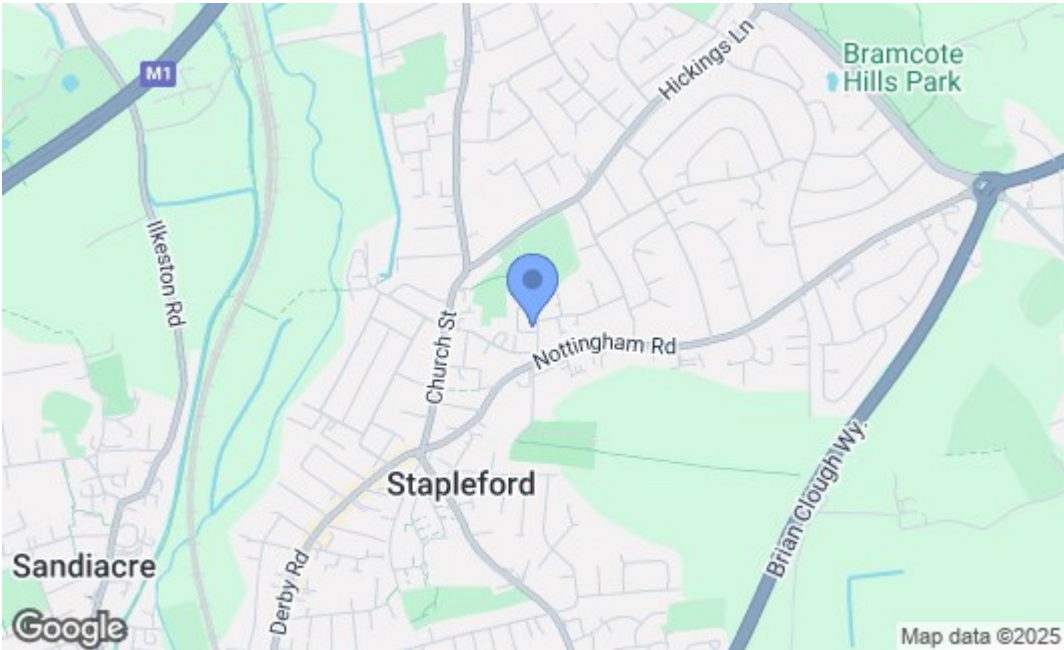 Hickings Ln
Bramcote
Hills Park
M1
Ilkeston Rd
Church St
Nottingham Rd
Stapleford
Brian Clough Wy.
Sandiacre
Derby Rd
Google
Map data ©2025